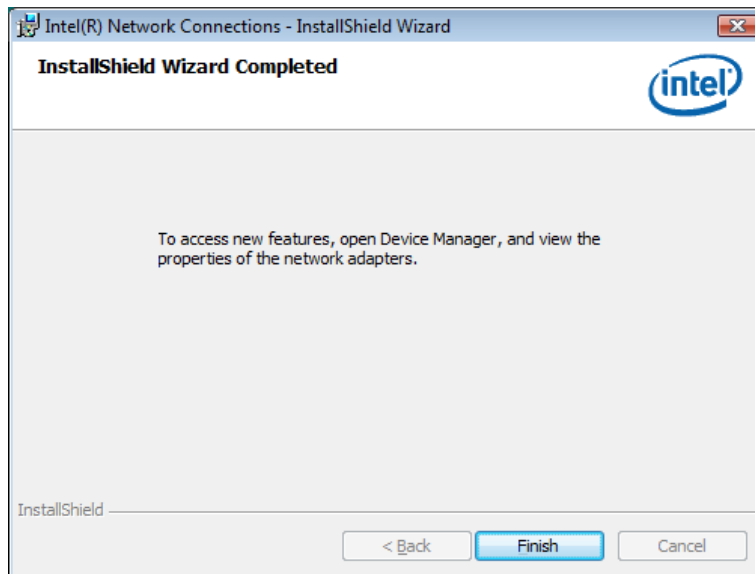 Intel(R) Network Connections - InstallShield Wizard
InstallShield Wizard Completed
intel
To access new features, open Device Manager, and view the
properties of the network adapters.
InstallShield
< Back
Finish
Cancel